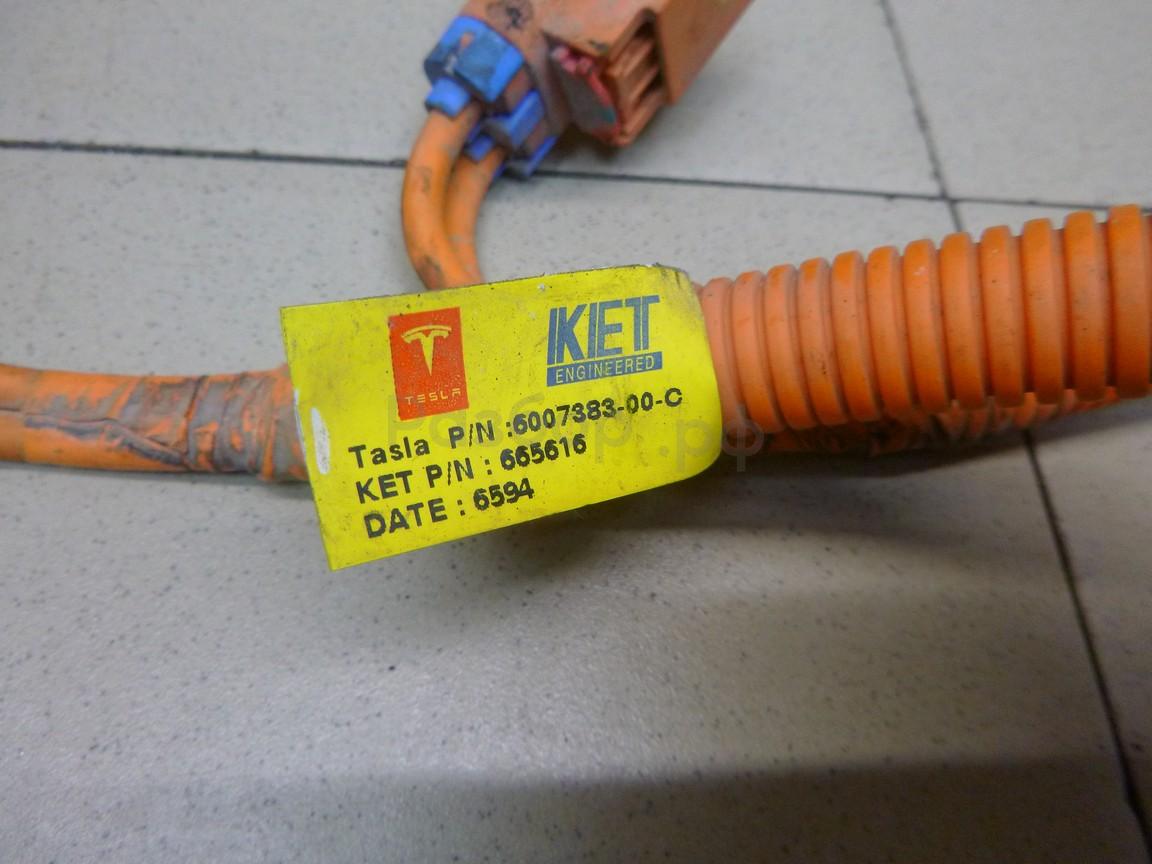 TESLA
KET
ENGINEERED
Tasla P/N :6007383-00-C
KET P/N : 665616
DATE : 6594